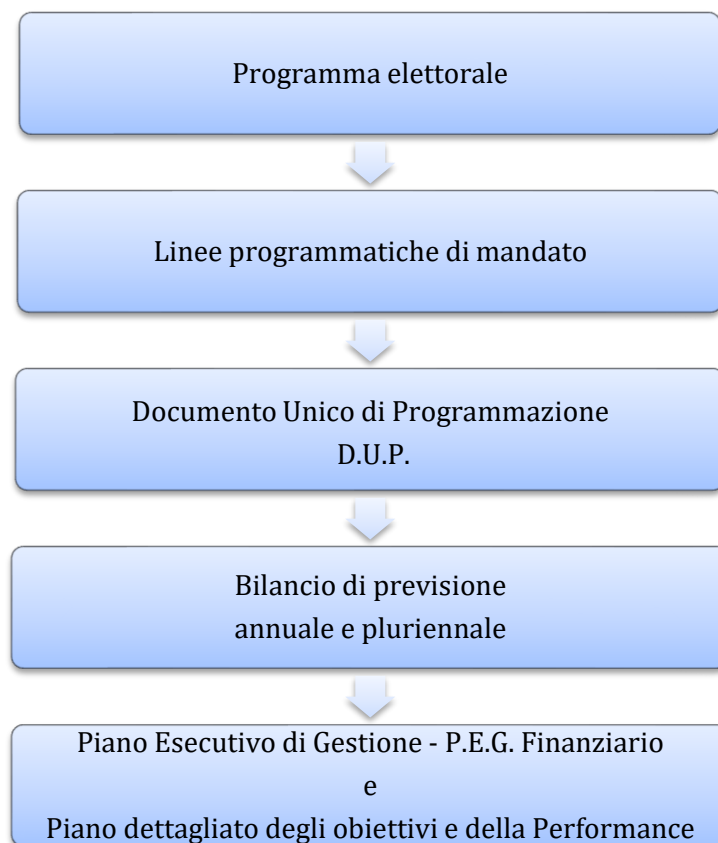 Programma elettorale
Linee programmatiche di mandato
Documento Unico di Programmazione
D.U.P.
Bilancio di previsione
annuale e pluriennale
Piano Esecutivo di Gestione - P.E.G. Finanziario
e
Piano dettagliato degli obiettivi e della Performance